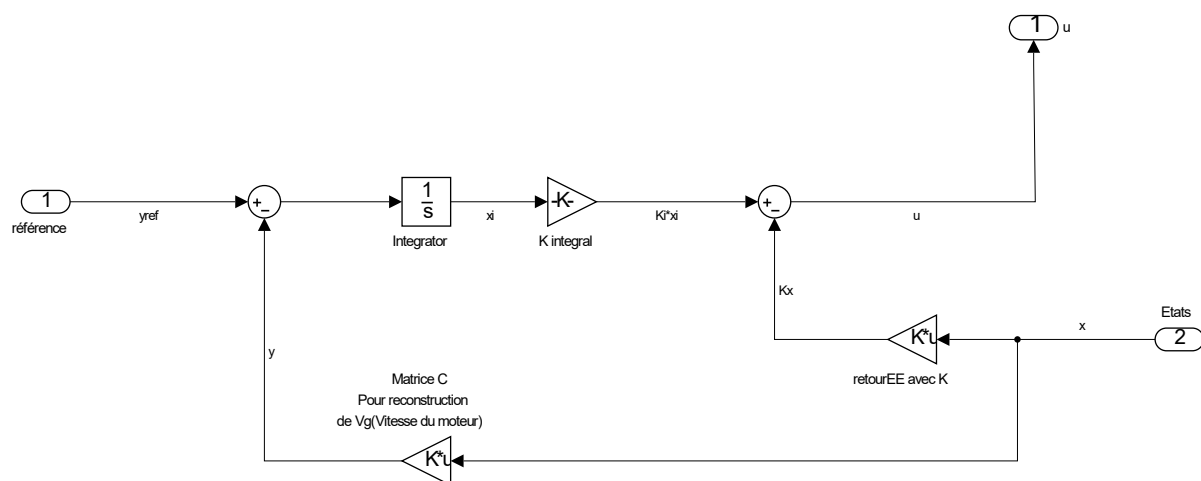 1
u
1
référence
yref
+
−
1
s
Integrator
xi
-K-
K integral
Ki*xi
+
−
u
Kx
K*u
retourEE avec K
x
Etats
2
y
Matrice C
Pour reconstruction
de Vg(Vitesse du moteur)
K*u